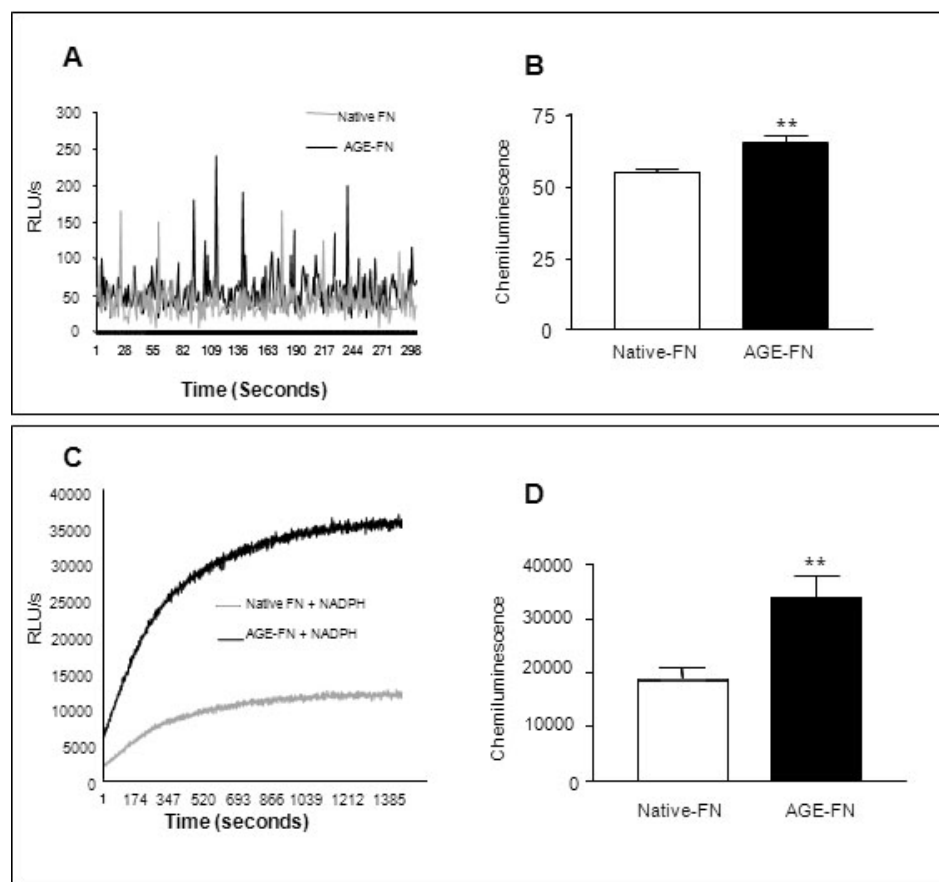 A
300
250
200
150
100
50
0
RLU/s
Native FN
AGE-FN
1 28 55 82 109 136 163 190 217 244 271 298
Time (Seconds)
B
75
50
25
0
Chemiluminescence
**
Native-FN AGE-FN
C
40000
35000
30000
25000
20000
15000
10000
5000
0
RLU/s
Native FN + NADPH
AGE-FN + NADPH
1 174 347 520 693 866 1039 1212 1385
Time (seconds)
D
40000
30000
20000
10000
0
Chemiluminescence
**
Native-FN AGE-FN